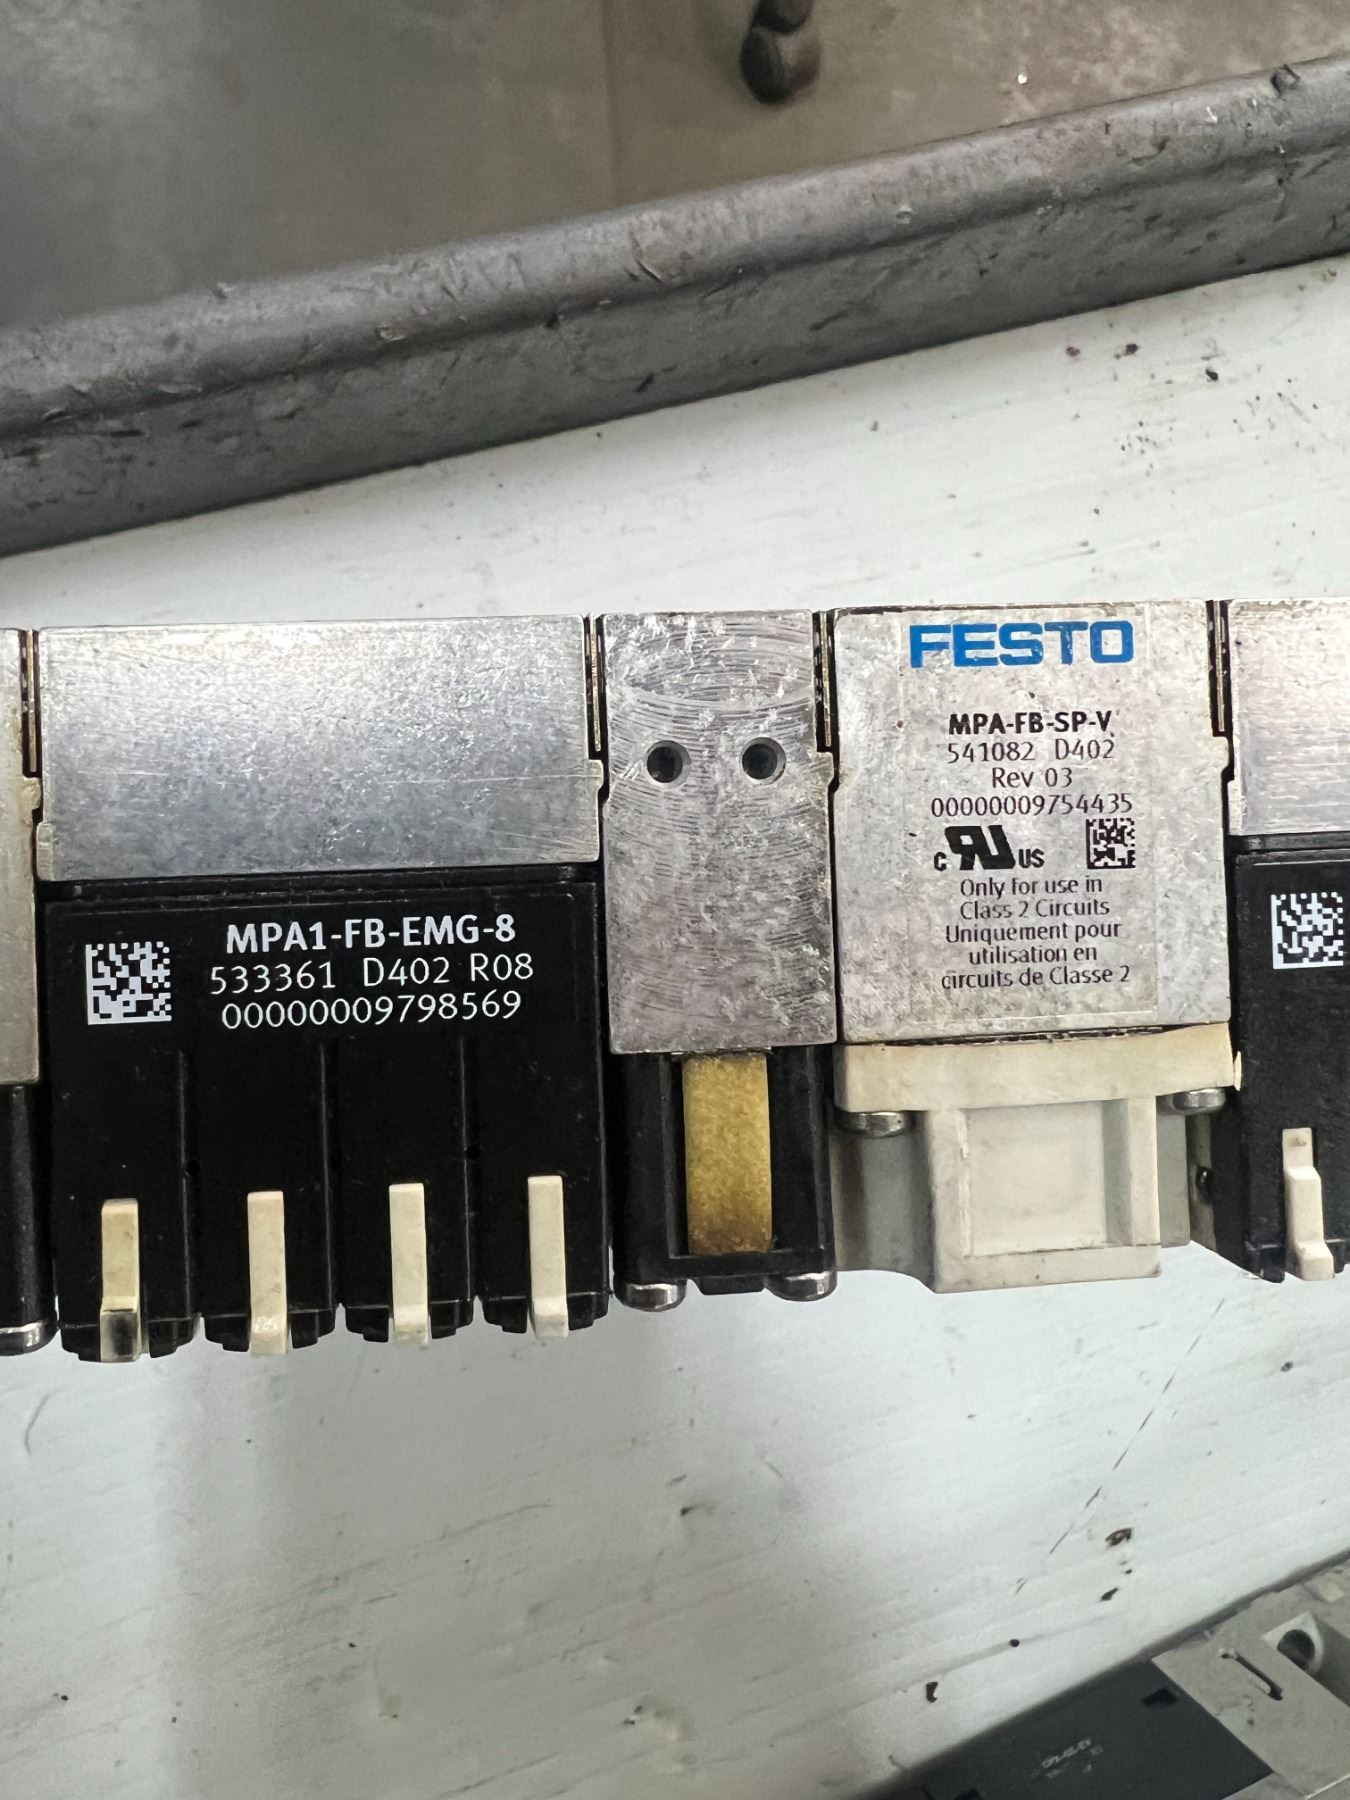 FESTO
MPA-FB-SP-V
541082 D402
Rev 03
00000009754435
c RU US
Only for use in
Class 2 Circuits
Uniquement pour
utilisation en
circuits de Classe 2
MPA1-FB-EMG-8
533361 D402 R08
00000009798569